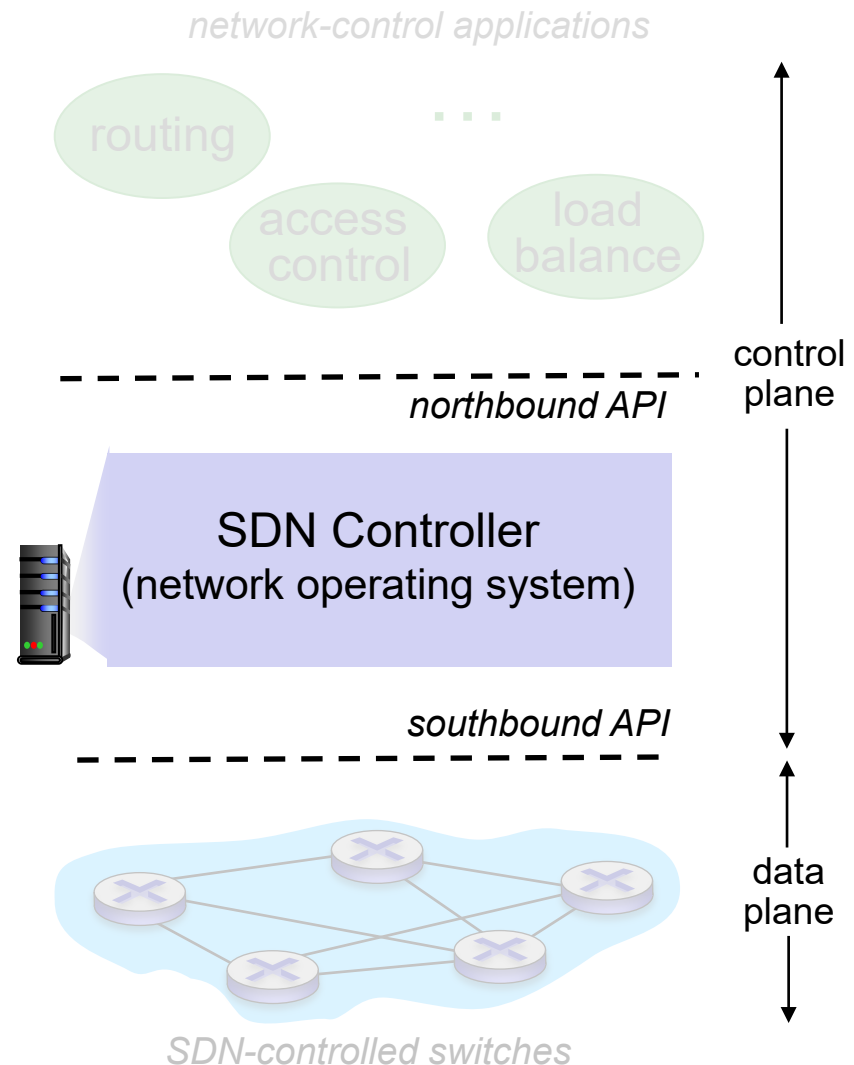 network-control applications
routing
...
access
control
load
balance
control
plane
northbound API
SDN Controller
(network operating system)
southbound API
data
plane
SDN-controlled switches